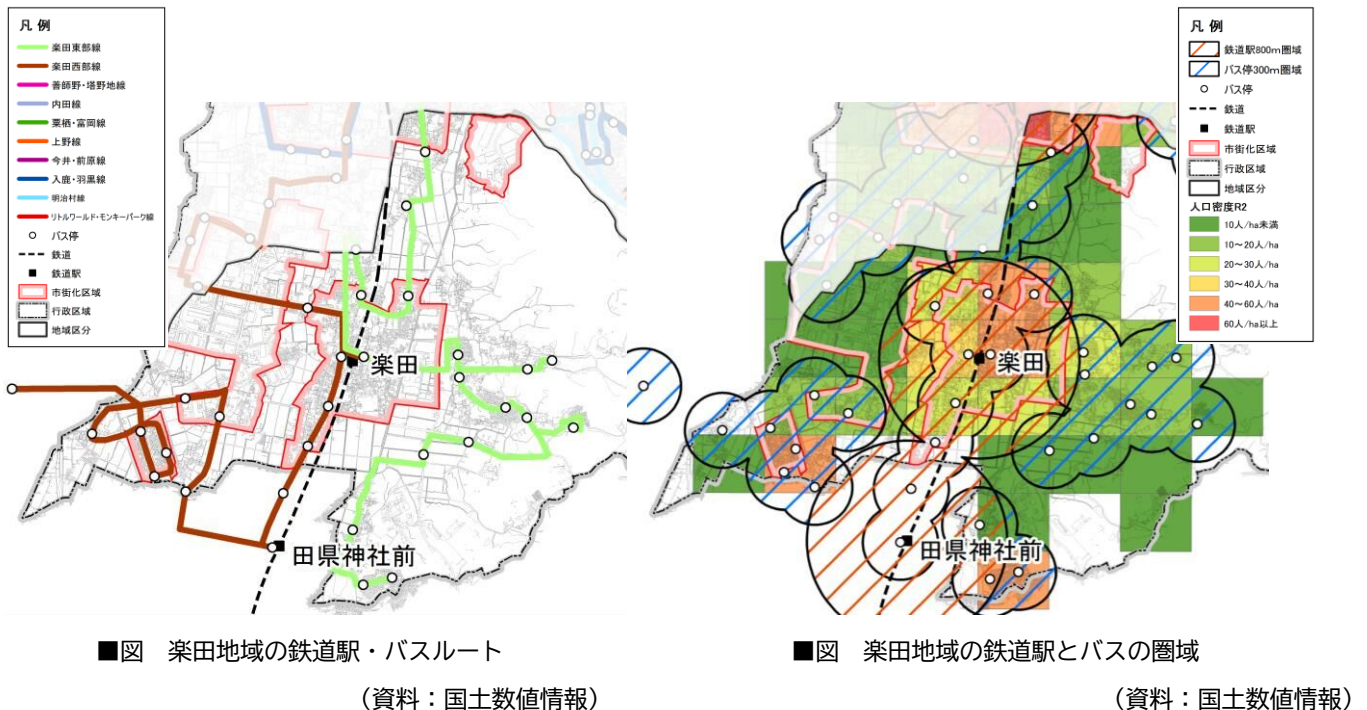 凡 例
楽田東部線
楽田西部線
善師野・塔野地線
内田線
栗栖・富岡線
上野線
今井・前原線
入鹿・羽黒線
明治村線
リトルワールド・モンキーパーク線
バス停
鉄道
鉄道駅
市街化区域
行政区域
地域区分
楽田
田県神社前
凡 例
鉄道駅800m圏域
バス停300m圏域
バス停
鉄道
鉄道駅
市街化区域
行政区域
地域区分
人口密度R2
10人/ha未満
10~20人/ha
20~30人/ha
30~40人/ha
40~60人/ha
60人/ha以上
楽田
田県神社前
■図 楽田地域の鉄道駅・バスルート
(資料:国土数値情報)
■図 楽田地域の鉄道駅とバスの圏域
(資料:国土数値情報)